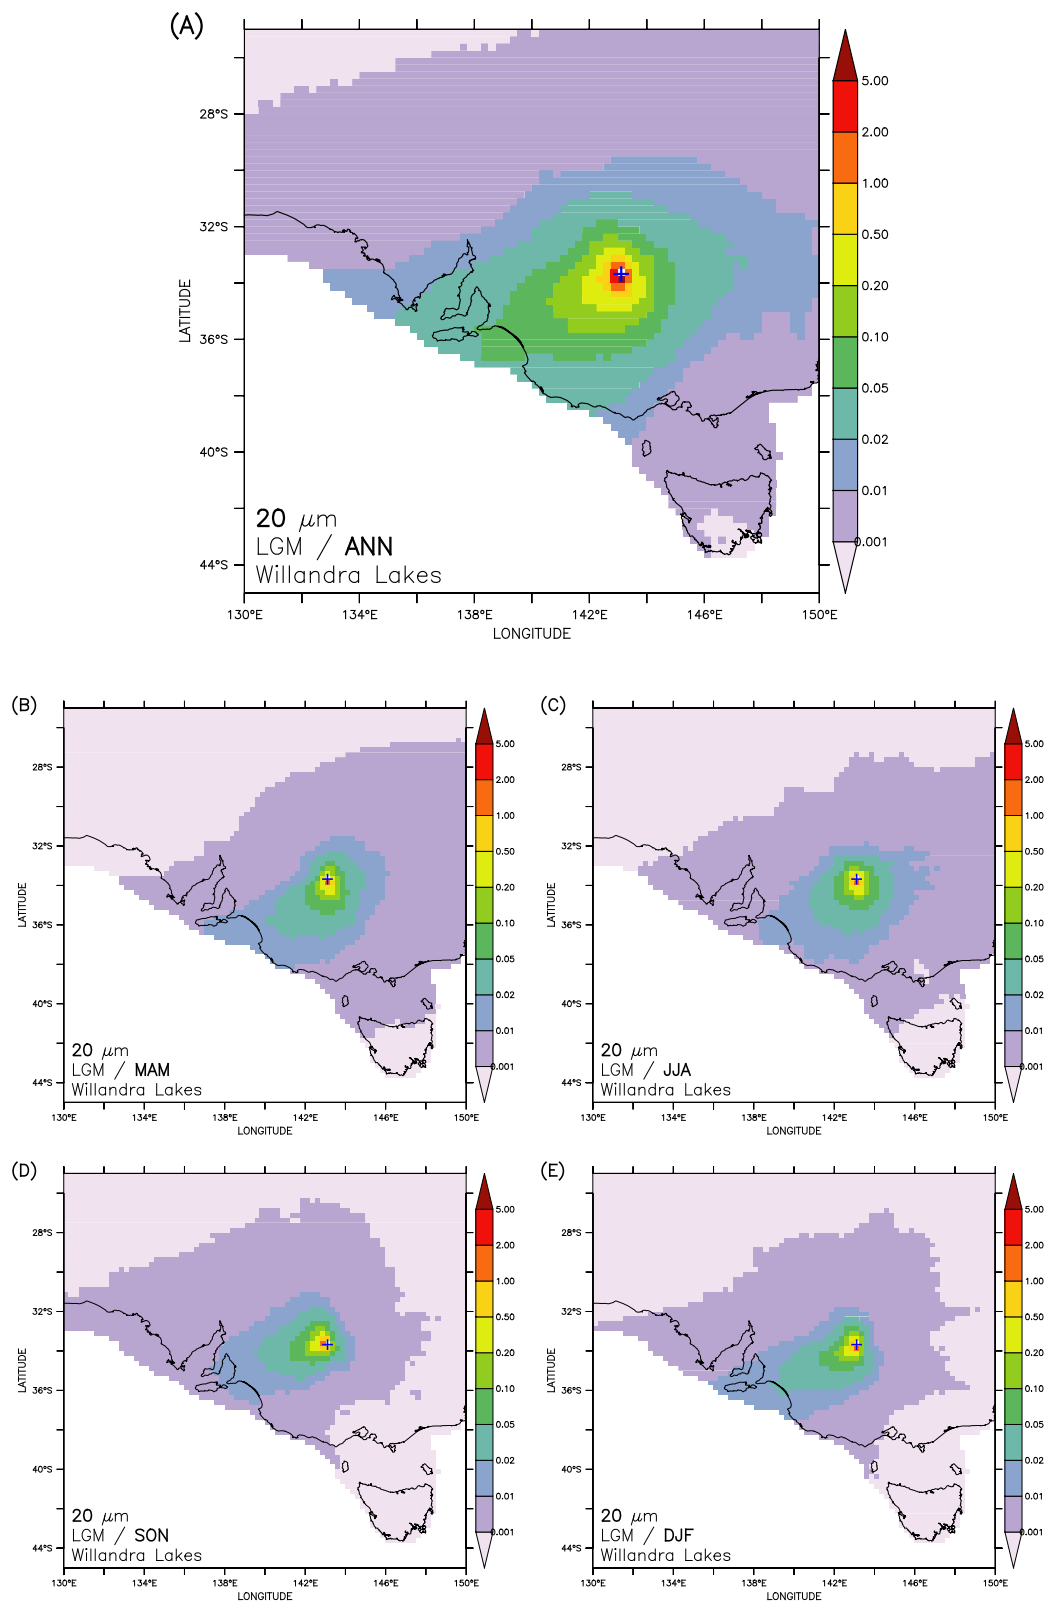 (A)
28°S
32°S
36°S
40°S
44°S
LATITUDE
130°E 134°E 138°E 142°E 146°E 150°E
LONGITUDE
20 μm
LGM / ANN
Willandra Lakes
5.00
2.00
1.00
0.50
0.20
0.10
0.05
0.02
0.01
0.001
(B)
28°S
32°S
36°S
40°S
44°S
LATITUDE
130°E 134°E 138°E 142°E 146°E 150°E
LONGITUDE
20 μm
LGM / MAM
Willandra Lakes
5.00
2.00
1.00
0.50
0.20
0.10
0.05
0.02
0.01
0.001
(C)
28°S
32°S
36°S
40°S
44°S
LATITUDE
130°E 134°E 138°E 142°E 146°E 150°E
LONGITUDE
20 μm
LGM / JJA
Willandra Lakes
5.00
2.00
1.00
0.50
0.20
0.10
0.05
0.02
0.01
0.001
(D)
28°S
32°S
36°S
40°S
44°S
LATITUDE
130°E 134°E 138°E 142°E 146°E 150°E
LONGITUDE
20 μm
LGM / SON
Willandra Lakes
5.00
2.00
1.00
0.50
0.20
0.10
0.05
0.02
0.01
0.001
(E)
28°S
32°S
36°S
40°S
44°S
LATITUDE
130°E 134°E 138°E 142°E 146°E 150°E
LONGITUDE
20 μm
LGM / DJF
Willandra Lakes
5.00
2.00
1.00
0.50
0.20
0.10
0.05
0.02
0.01
0.001